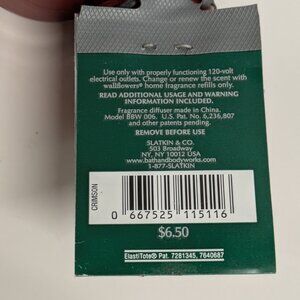 Use only with properly functioning 120-volt
electrical outlets. Change or renew the scent with
wallflowers® home fragrance refills only.
READ ADDITIONAL USAGE AND WARNING
INFORMATION INCLUDED.
Fragrance diffuser made in China.
Model BBW 006. U.S. Pat. No. 6,236,807
and other patents pending.
REMOVE BEFORE USE
SLATKIN & CO.
503 Broadway
NY, NY 10012 USA
www.bathandbodyworks.com
1-877-SLATKIN
CRIMSON
0 667525 115116
$6.50
ElastiTote® Pat. 7281345, 7640687